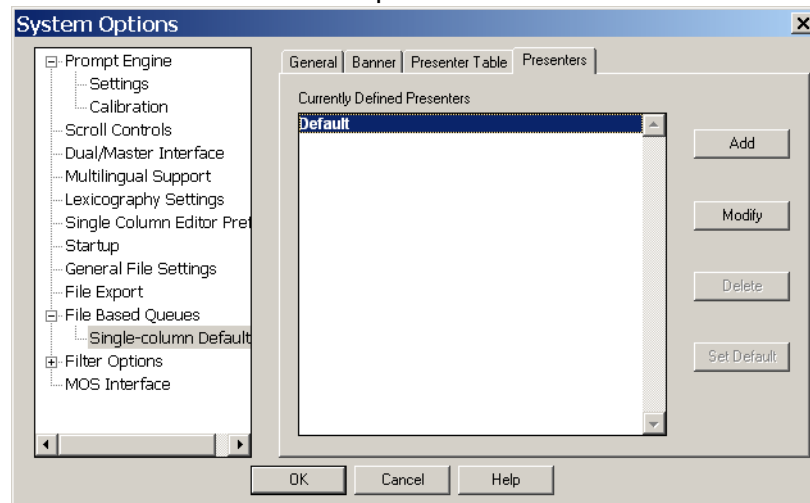 System Options
Prompt Engine
Settings
Calibration
Scroll Controls
Dual/Master Interface
Multilingual Support
Lexicography Settings
Single Column Editor Pref
Startup
General File Settings
File Export
File Based Queues
Single-column Default
Filter Options
MOS Interface
General Banner Presenter Table Presenters
Currently Defined Presenters
Default
Add
Modify
Delete
Set Default
OK Cancel Help